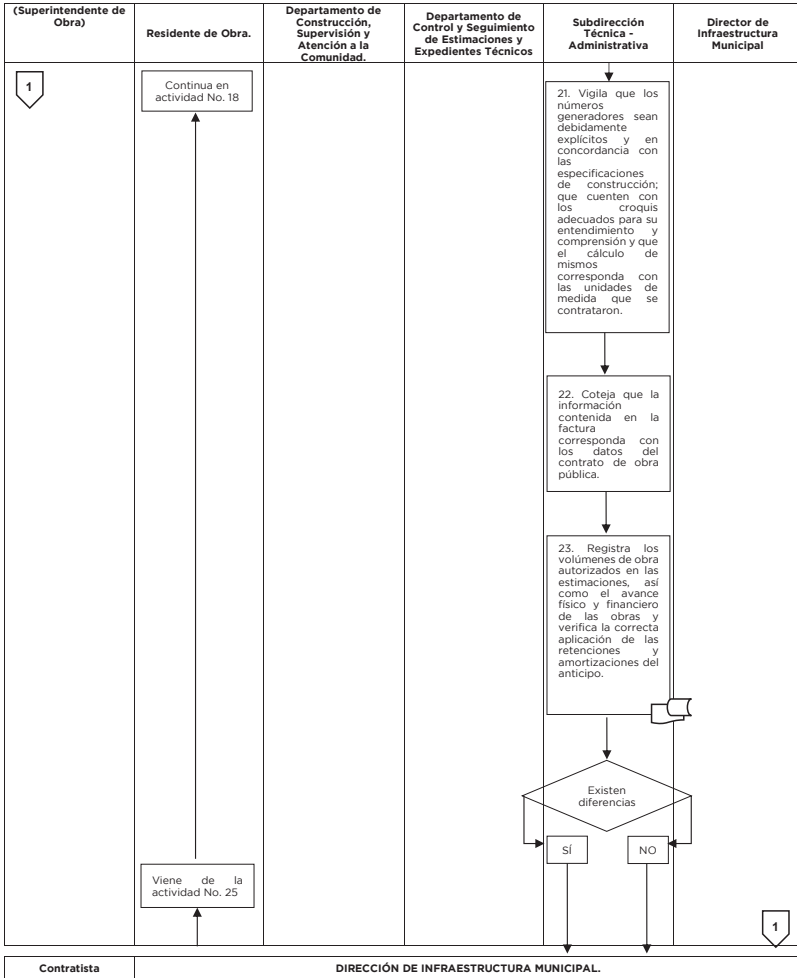 (Superintendente de
Obra)
Residente de Obra.
Departamento de
Construcción,
Supervisión y
Atención a la
Comunidad.
Departamento de
Control y Seguimiento
de Estimaciones y
Expedientes Técnicos
Subdirección
Técnica -
Administrativa
Director de
Infraestructura
Municipal
1
Continua en
actividad No. 18
21. Vigila que los
números
generadores sean
debidamente
explícitos y en
concordancia con
las
especificaciones
de construcción;
que cuenten con
los croquis
adecuados para su
entendimiento y
comprensión y que
el cálculo de
mismos
corresponda con
las unidades de
medida que se
contrataron.
22. Coteja que la
información
contenida en la
factura
corresponda con
los datos del
contrato de obra
pública.
23. Registra los
volúmenes de obra
autorizados en las
estimaciones, así
como el avance
físico y financiero
de las obras y
verifica la correcta
aplicación de las
retenciones y
amortizaciones del
anticipo.
Existen
diferencias
SÍ
NO
Viene de la
actividad No. 25
1
Contratista
DIRECCIÓN DE INFRAESTRUCTURA MUNICIPAL.